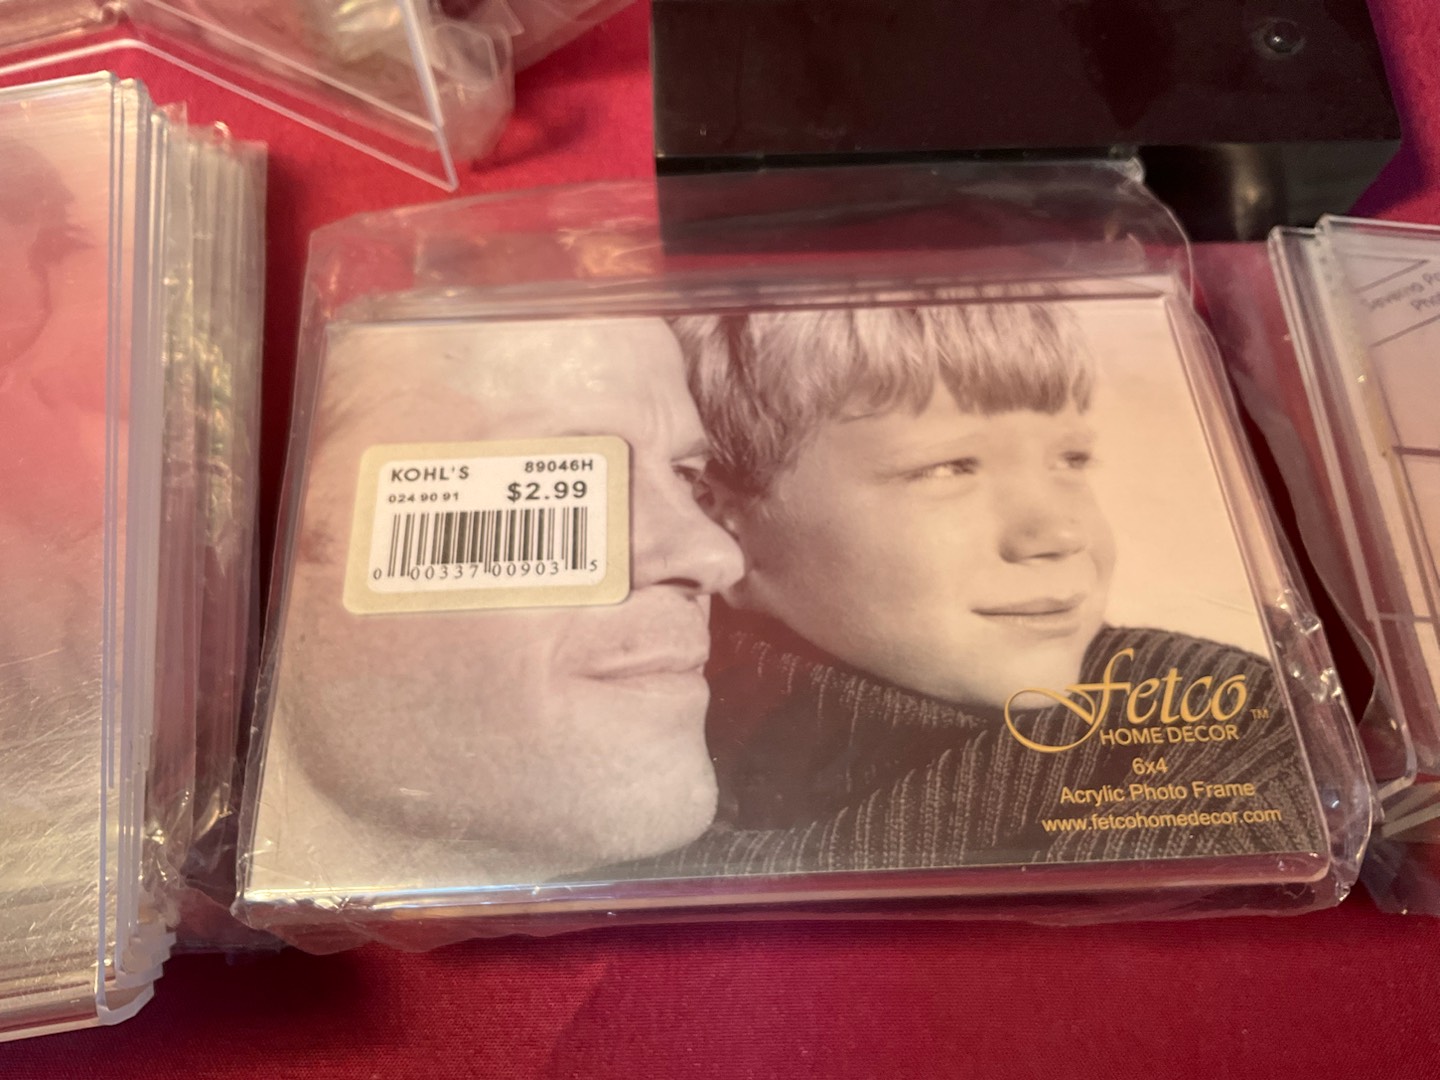 KOHL'S 89046H
024 90 91 $2.99
0 00337 00903 5
fetco™
HOME DECOR
6x4
Acrylic Photo Frame
www.fetcohomedecor.com